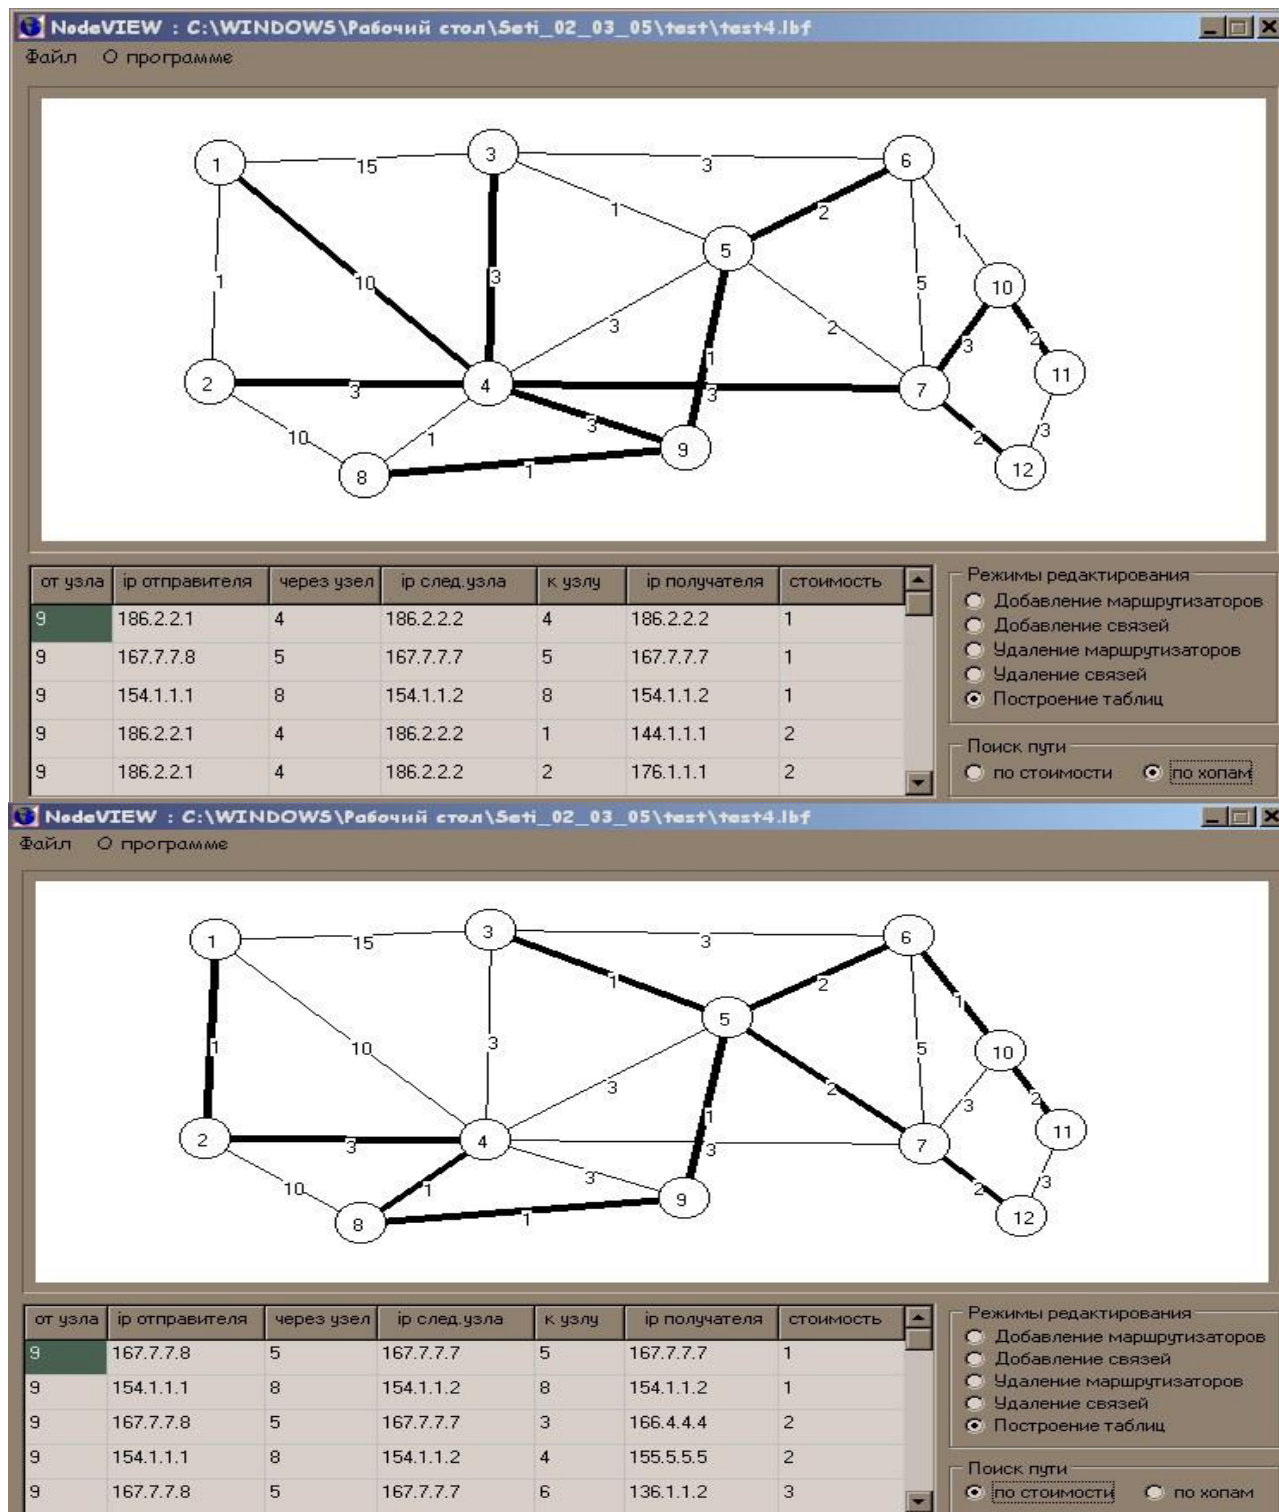 NodeVIEW : C:\WINDOWS\Рабочий стол\Seti_02_03_05\test\test4.lbf
Файл О программе
1 15 3 3 6
1 2 5 1
1 10 3 5 5 10
3 2 3 2
2 3 4 1 3 7 11
10 1 3 9 2 3
8 1 12
от узла ip отправителя через узел ip след.узла к узлу ip получателя стоимость
9 186.2.2.1 4 186.2.2.2 4 186.2.2.2 1
9 167.7.7.8 5 167.7.7.7 5 167.7.7.7 1
9 154.1.1.1 8 154.1.1.2 8 154.1.1.2 1
9 186.2.2.1 4 186.2.2.2 1 144.1.1.1 2
9 186.2.2.1 4 186.2.2.2 2 176.1.1.1 2
Режимы редактирования
Добавление маршрутизаторов
Добавление связей
Удаление маршрутизаторов
Удаление связей
Построение таблиц
Поиск пути
по стоимости по хопам
NodeVIEW : C:\WINDOWS\Рабочий стол\Seti_02_03_05\test\test4.lbf
Файл О программе
1 15 3 3 6
1 2 1
1 10 3 5 5 10
3 2 3 2
2 3 4 1 3 7 11
10 1 3 9 2 3
8 1 12
от узла ip отправителя через узел ip след.узла к узлу ip получателя стоимость
9 167.7.7.8 5 167.7.7.7 5 167.7.7.7 1
9 154.1.1.1 8 154.1.1.2 8 154.1.1.2 1
9 167.7.7.8 5 167.7.7.7 3 166.4.4.4 2
9 154.1.1.1 8 154.1.1.2 4 155.5.5.5 2
9 167.7.7.8 5 167.7.7.7 6 136.1.1.2 3
Режимы редактирования
Добавление маршрутизаторов
Добавление связей
Удаление маршрутизаторов
Удаление связей
Построение таблиц
Поиск пути
по стоимости по хопам